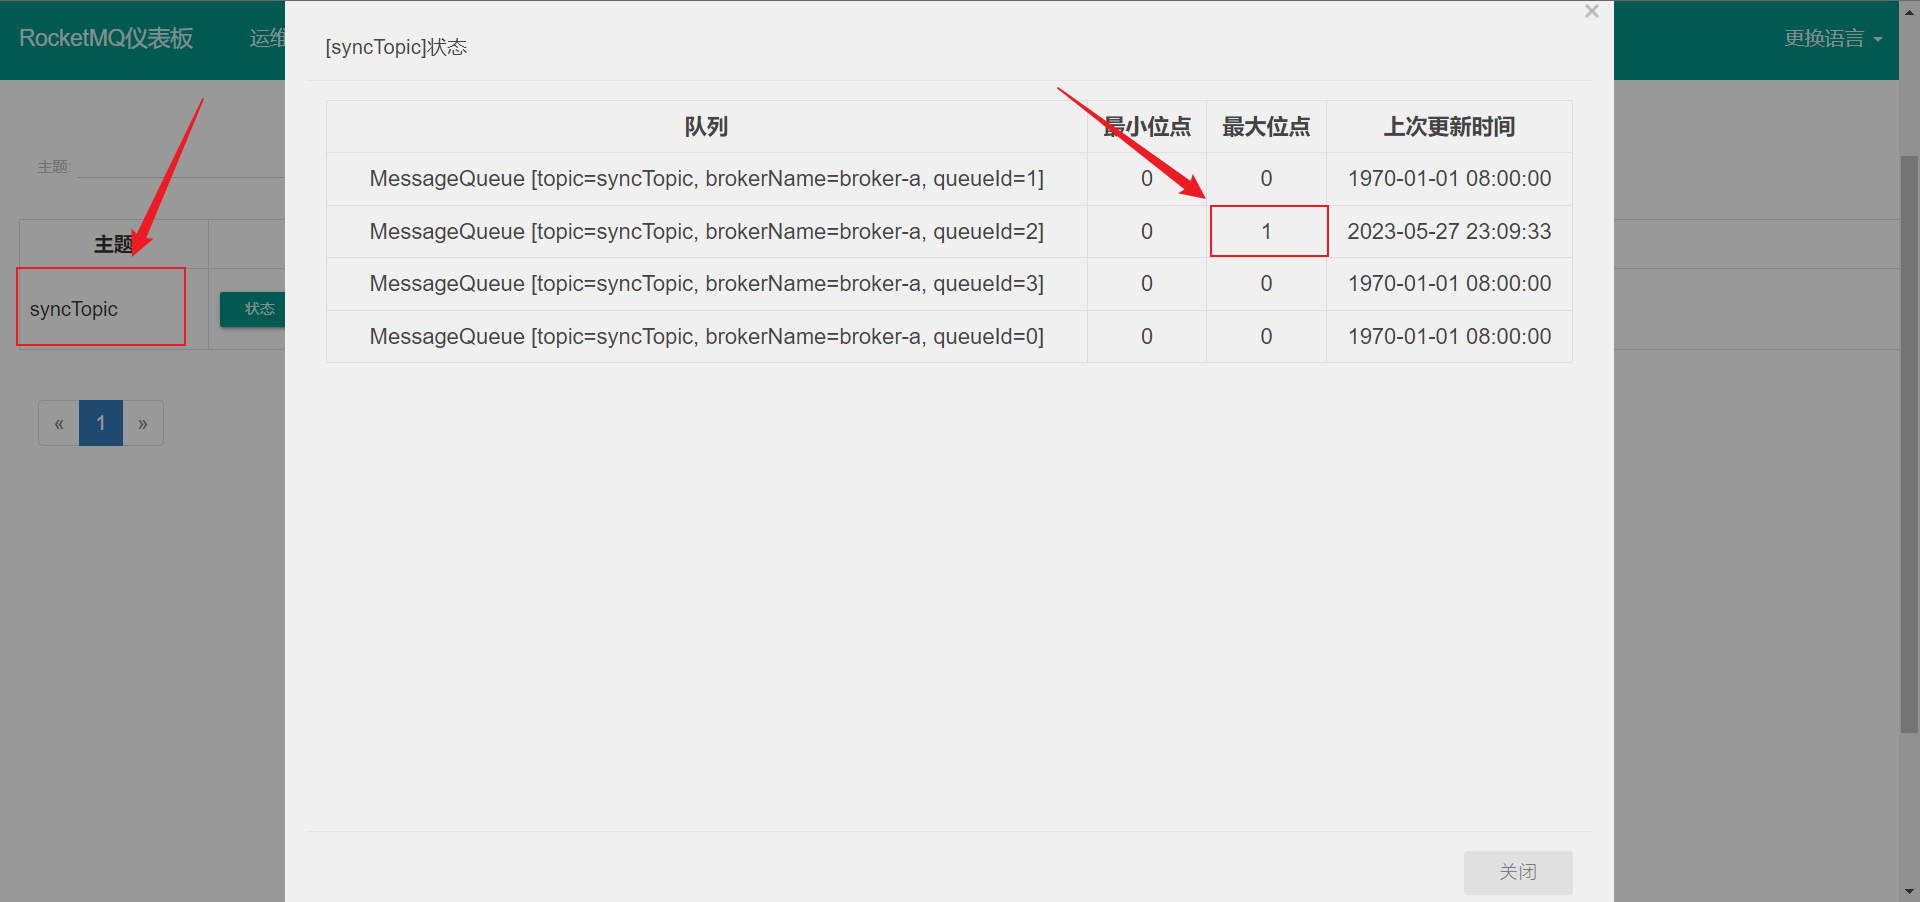 RocketMQ仪表板 运维 更换语言
[syncTopic]状态
×
主题:
主题
syncTopic 状态
« 1 »
队列 最小位点 最大位点 上次更新时间
MessageQueue [topic=syncTopic, brokerName=broker-a, queueId=1] 0 0 1970-01-01 08:00:00
MessageQueue [topic=syncTopic, brokerName=broker-a, queueId=2] 0 1 2023-05-27 23:09:33
MessageQueue [topic=syncTopic, brokerName=broker-a, queueId=3] 0 0 1970-01-01 08:00:00
MessageQueue [topic=syncTopic, brokerName=broker-a, queueId=0] 0 0 1970-01-01 08:00:00
关闭